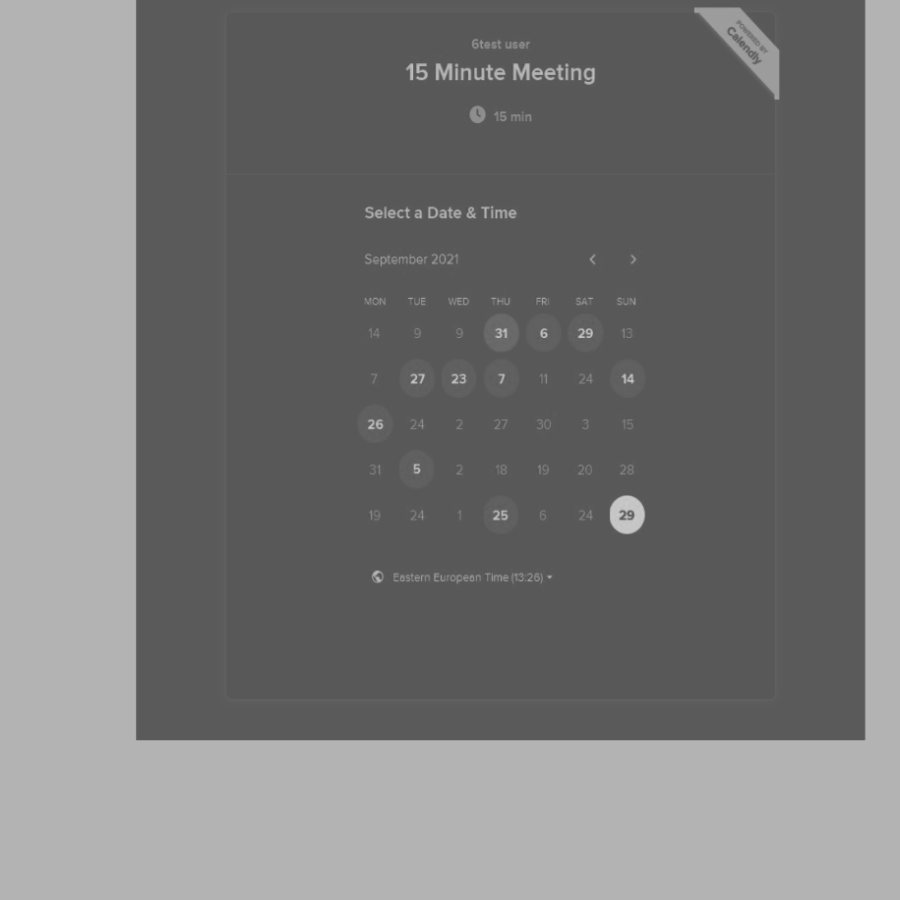 6test user
15 Minute Meeting
15 min
POWERED BY
Calendly
Select a Date & Time
September 2021
MON TUE WED THU FRI SAT SUN
14 9 9 31 6 29 13
7 27 23 7 11 24 14
26 24 2 27 30 3 15
31 5 2 18 19 20 28
19 24 1 25 6 24 29
Eastern European Time (13:26)